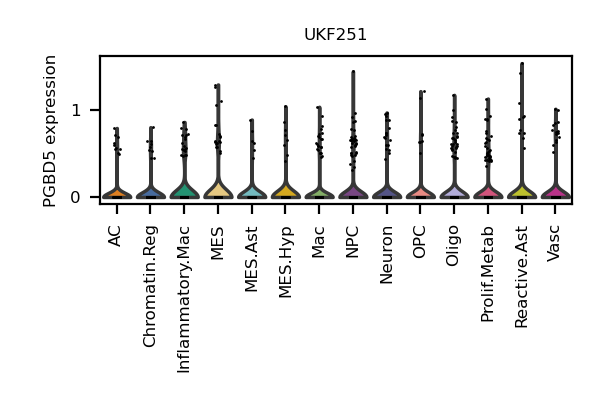 UKF251
PGBD5 expression
1
0
AC
Chromatin.Reg
Inflammatory.Mac
MES
MES.Ast
MES.Hyp
Mac
NPC
Neuron
OPC
Oligo
Prolif.Metab
Reactive.Ast
Vasc